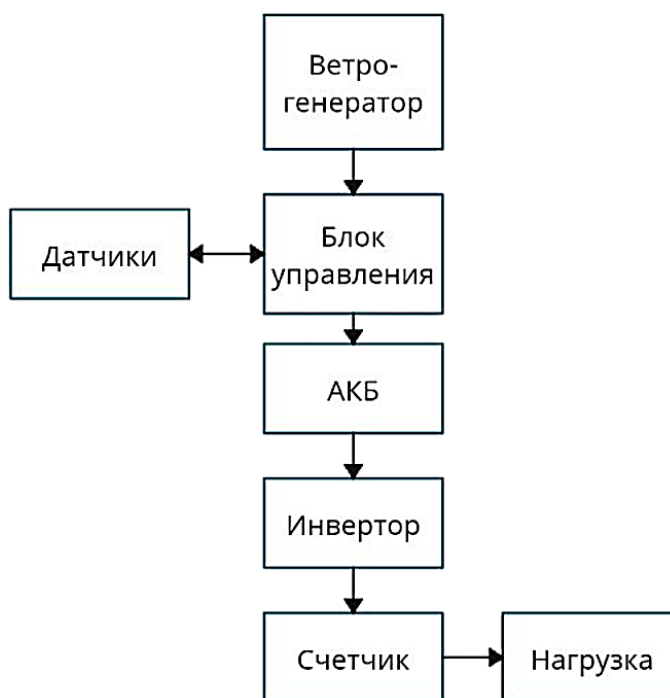 Ветро-
генератор
Датчики
Блок
управления
АКБ
Инвертор
Счетчик
Нагрузка